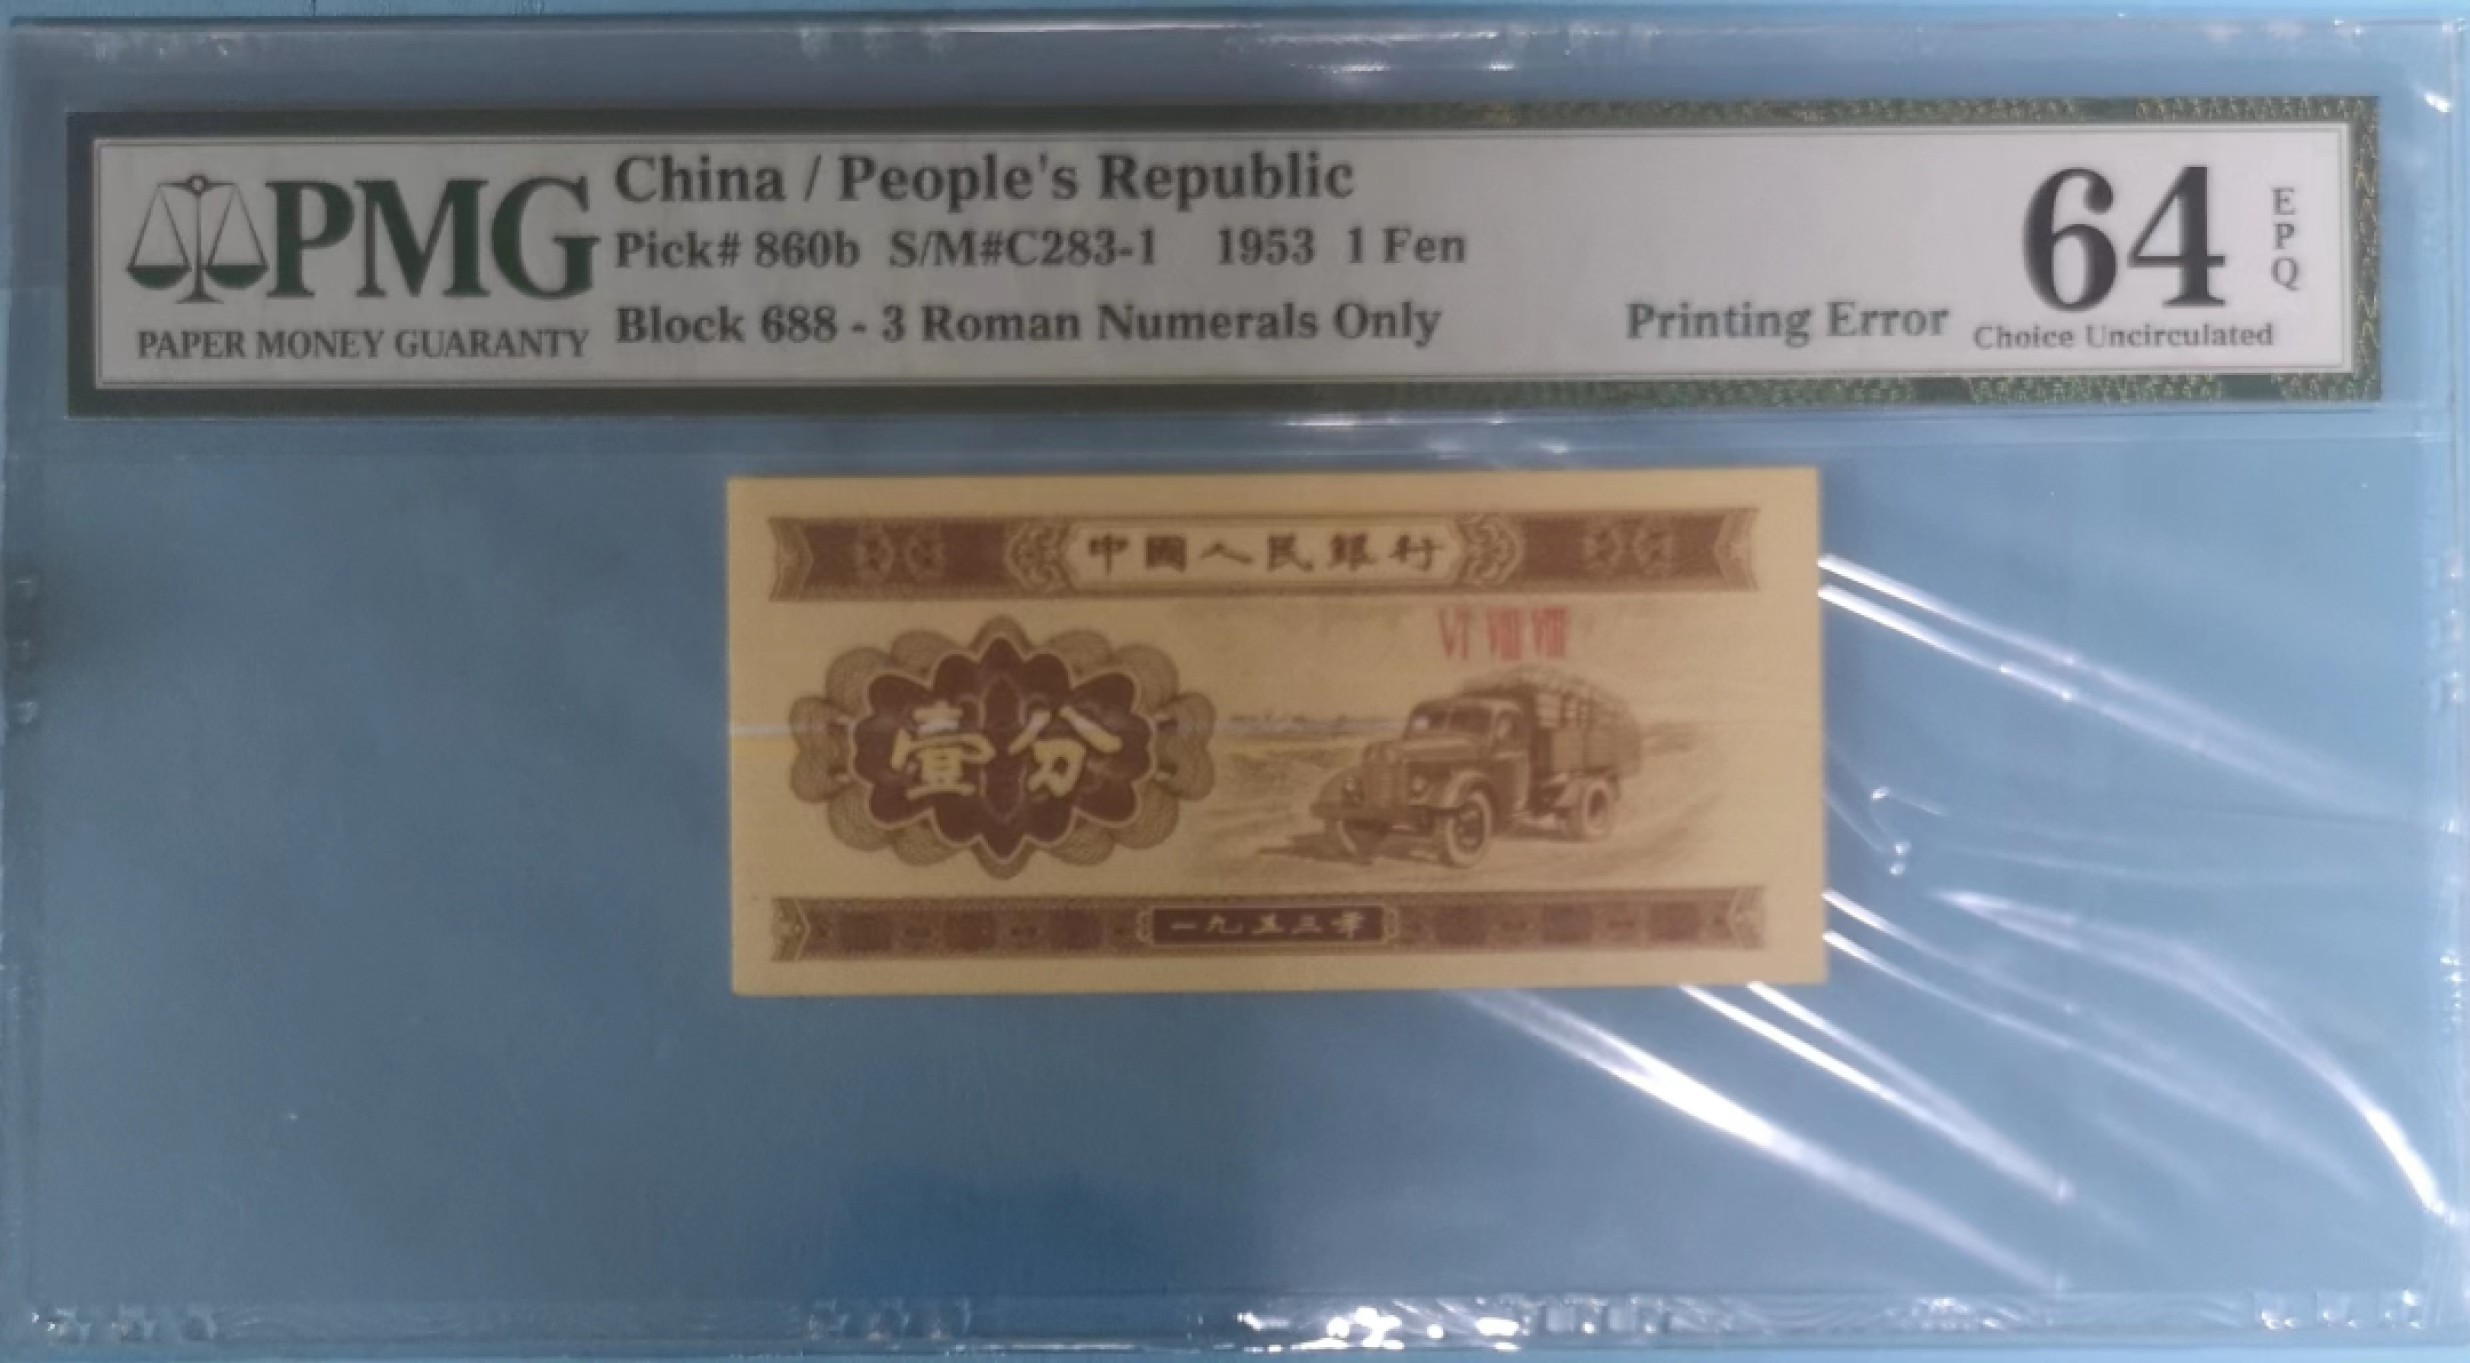 PMG
PAPER MONEY GUARANTY
China / People's Republic
Pick# 860b S/M#C283-1 1953 1 Fen
Block 688 - 3 Roman Numerals Only
Printing Error
64
EPQ
Choice Uncirculated
中國人民銀行
VI VIII VIII
壹分
一九五三年